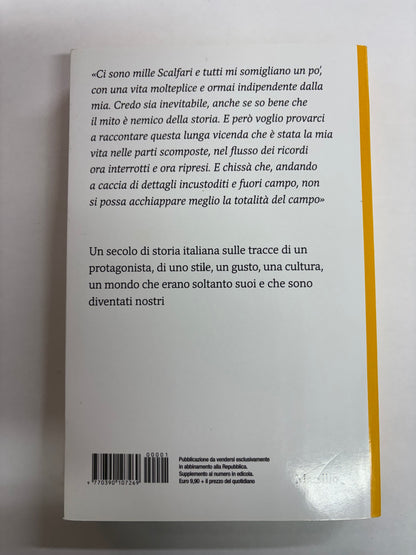 «Ci sono mille Scalfari e tutti mi somigliano un po’,
con una vita molteplice e ormai indipendente dalla
mia. Credo sia inevitabile, anche se so bene che
il mito è nemico della storia. E però voglio provarci
a raccontare questa lunga vicenda che è stata la mia
vita nelle parti scomposte, nel flusso dei ricordi
ora interrotti e ora ripresi. E chissà che, andando
a caccia di dettagli incustoditi e fuori campo, non
si possa acchiappare meglio la totalità del campo»
Un secolo di storia italiana sulle tracce di un
protagonista, di uno stile, un gusto, una cultura,
un mondo che erano soltanto suoi e che sono
diventati nostri
00001
9 770390 107269
Pubblicazione da vendersi esclusivamente
in abbinamento alla Repubblica.
Supplemento al numero in edicola.
Euro 9,90 + il prezzo del quotidiano